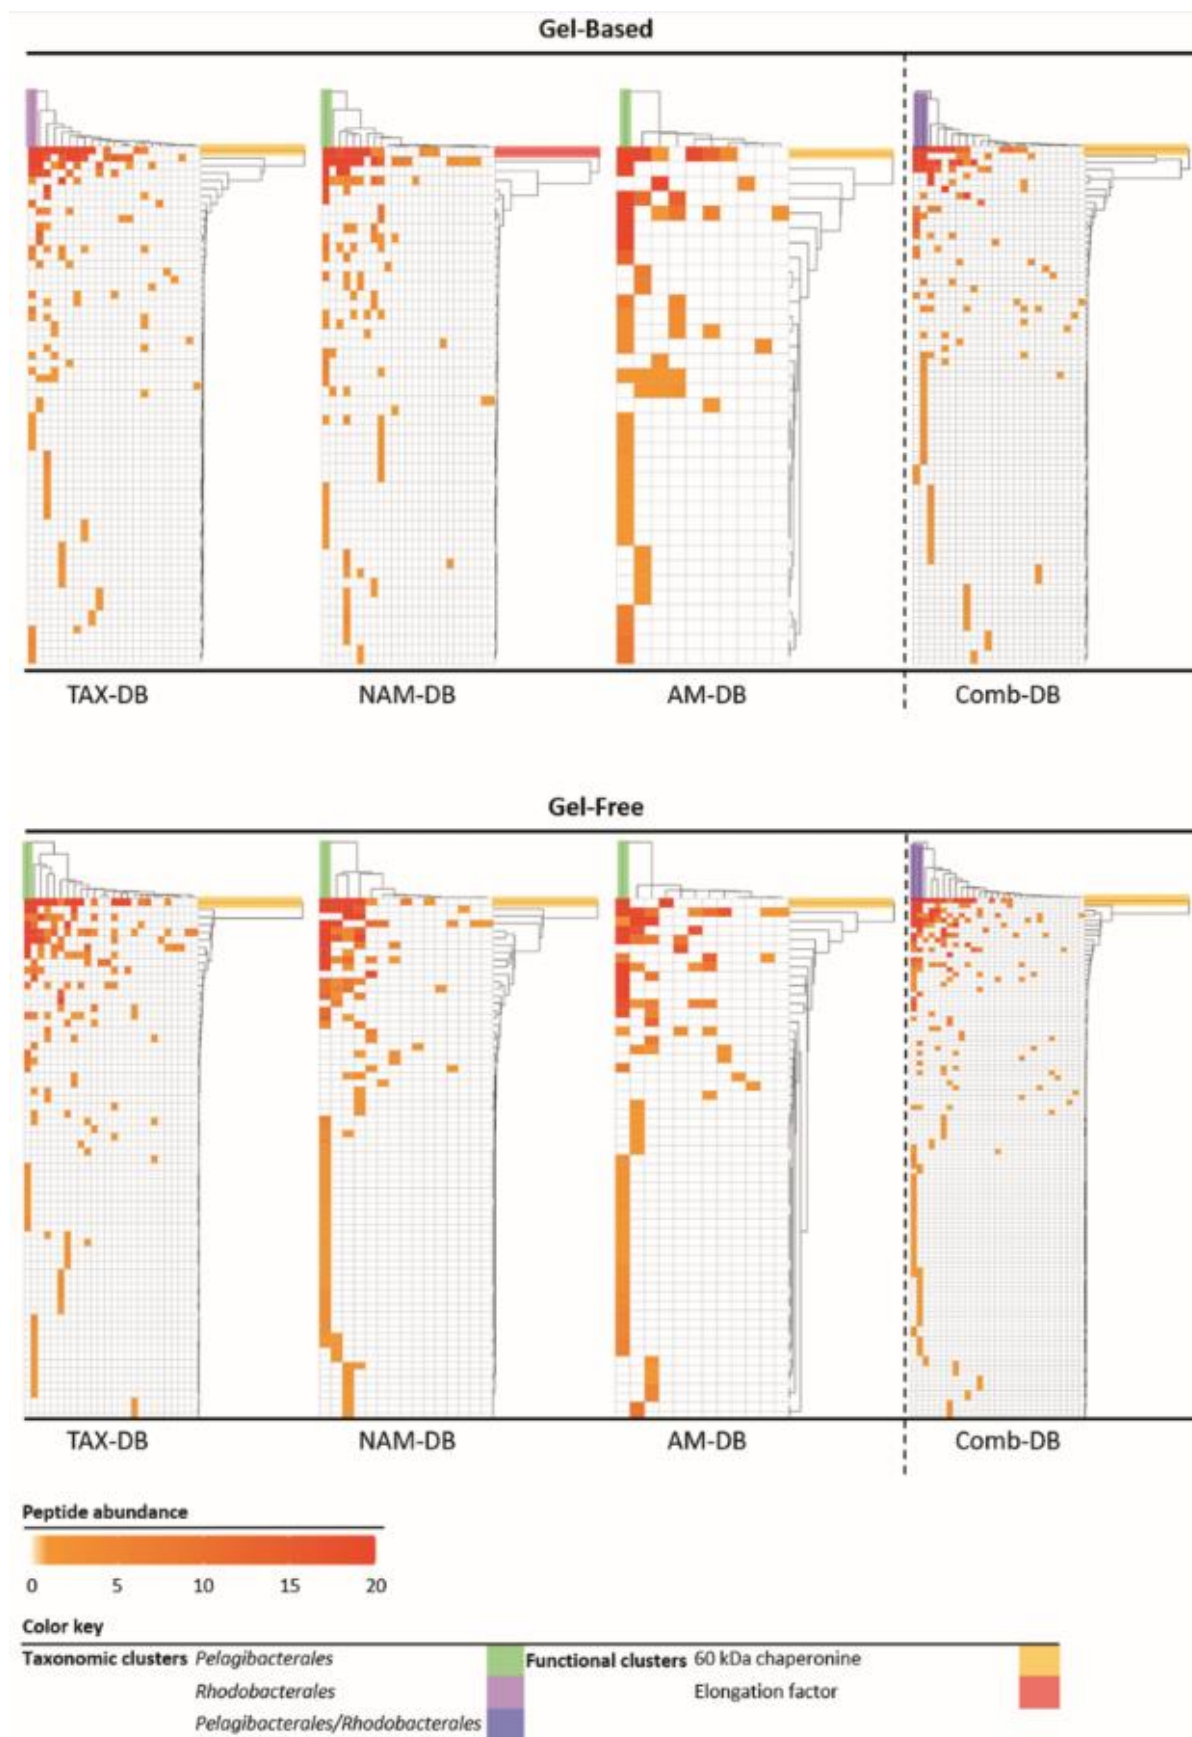 Gel-Based
TAX-DB NAM-DB AM-DB Comb-DB
Gel-Free
TAX-DB NAM-DB AM-DB Comb-DB
Peptide abundance
0 5 10 15 20
Color key
Taxonomic clusters Pelagibacterales Functional clusters 60 kDa chaperonine
Rhodobacterales Elongation factor
Pelagibacterales/Rhodobacterales